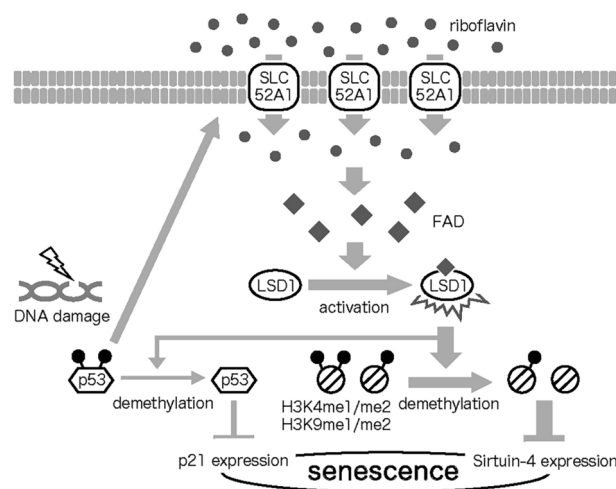 riboflavin
SLC
52A1
SLC
52A1
SLC
52A1
FAD
LSD1
activation
LSD1
DNA damage
p53
demethylation
p53
H3K4me1/me2
H3K9me1/me2
demethylation
p21 expression
senescence
Sirtuin-4 expression